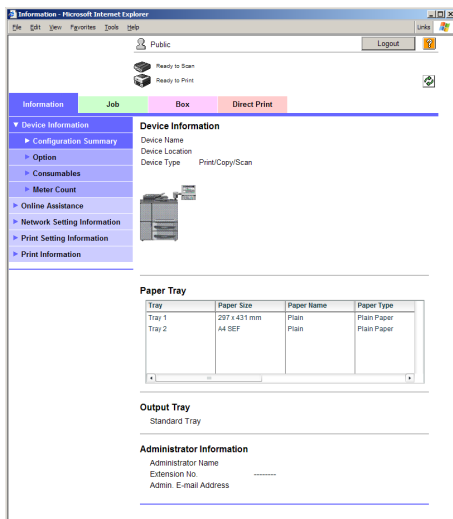 Information - Microsoft Internet Explorer
File Edit View Favorites Tools Help Links
Public Logout ?
Ready to Scan
Ready to Print
Information Job Box Direct Print
▼ Device Information
► Configuration Summary
► Option
► Consumables
► Meter Count
► Online Assistance
► Network Setting Information
► Print Setting Information
► Print Information
Device Information
Device Name
Device Location
Device Type Print/Copy/Scan
Paper Tray
Tray Paper Size Paper Name Paper Type
Tray 1 297 x 431 mm Plain Plain Paper
Tray 2 A4 SEF Plain Plain Paper
Output Tray
Standard Tray
Administrator Information
Administrator Name
Extension No. --------
Admin. E-mail Address